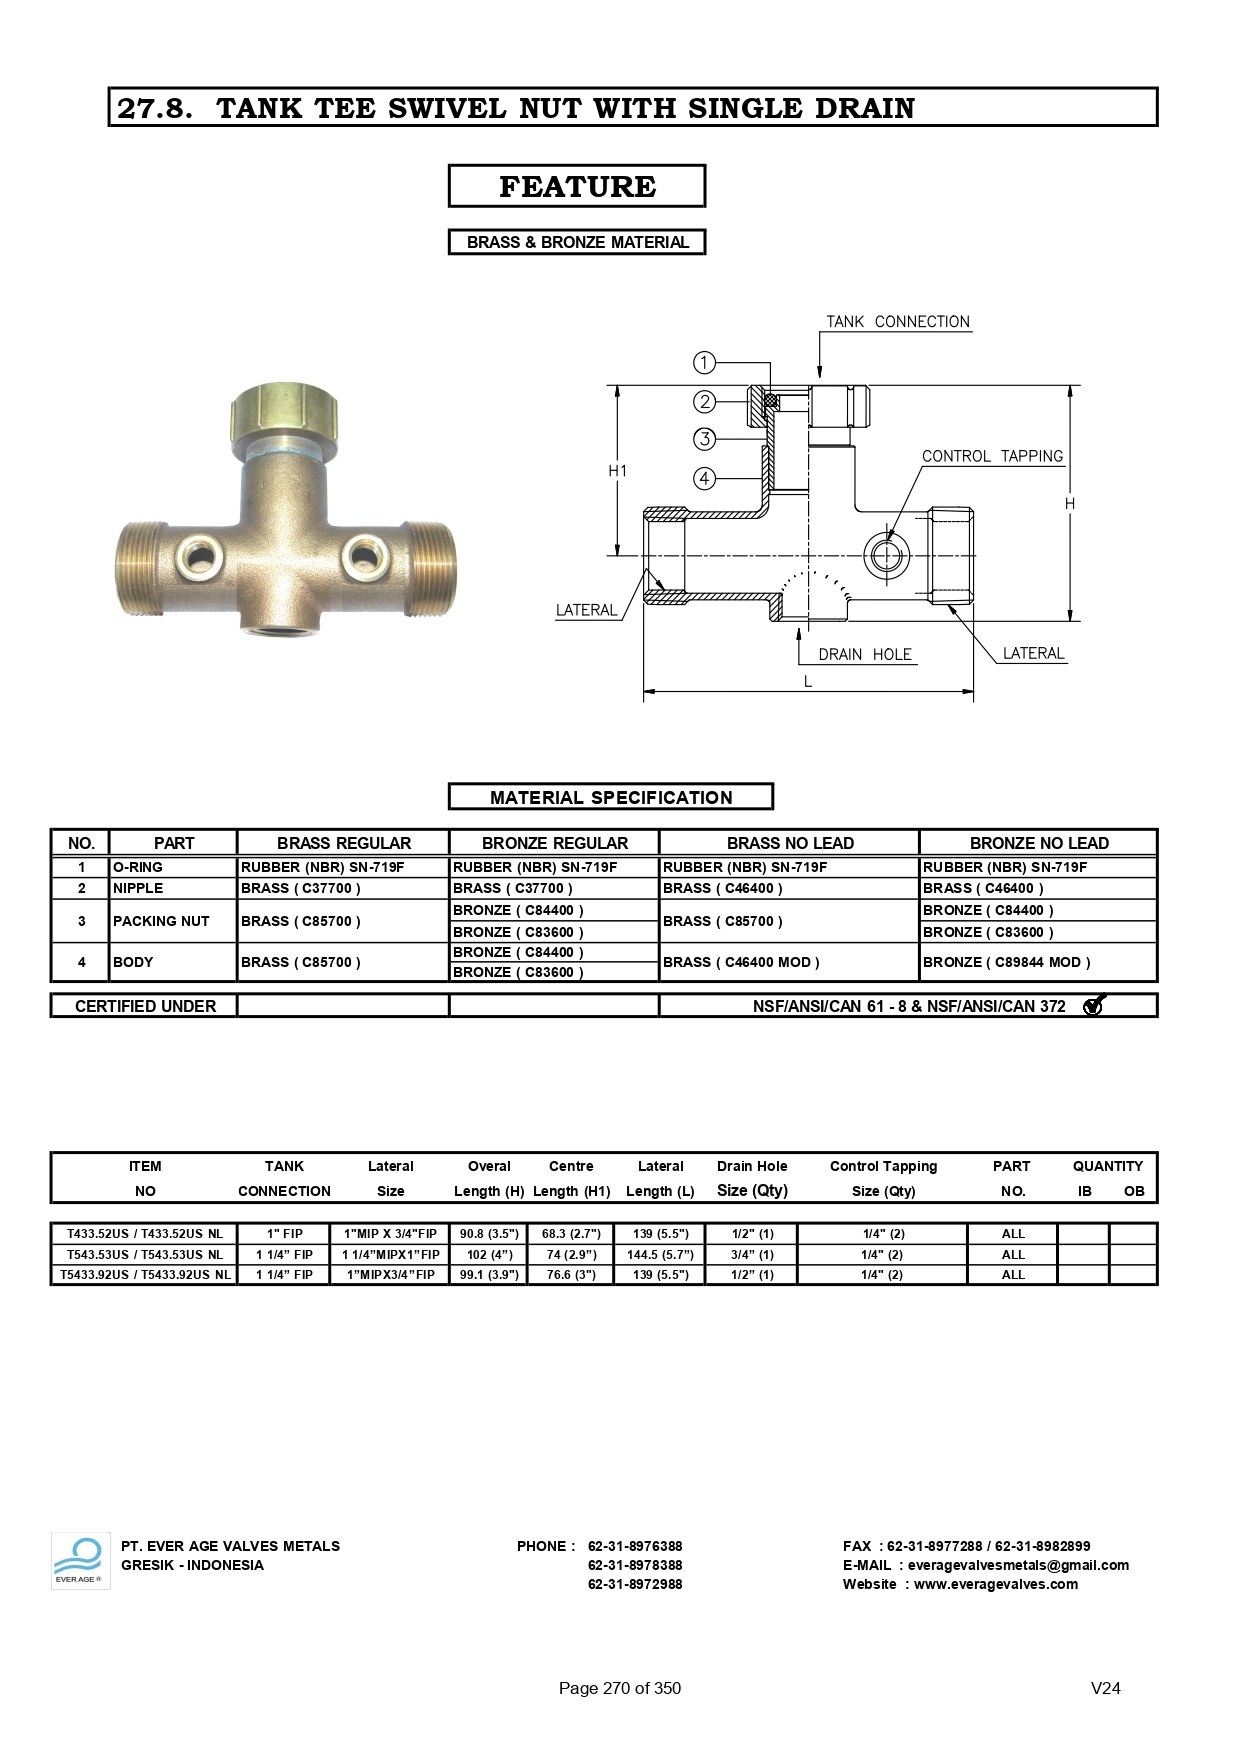 27.8. TANK TEE SWIVEL NUT WITH SINGLE DRAIN
FEATURE
BRASS & BRONZE MATERIAL
TANK CONNECTION
1
2
3
4
CONTROL TAPPING
H1
H
LATERAL
DRAIN HOLE
LATERAL
L
MATERIAL SPECIFICATION
NO. PART BRASS REGULAR BRONZE REGULAR BRASS NO LEAD BRONZE NO LEAD
1 O-RING RUBBER (NBR) SN-719F RUBBER (NBR) SN-719F RUBBER (NBR) SN-719F RUBBER (NBR) SN-719F
2 NIPPLE BRASS ( C37700 ) BRASS ( C37700 ) BRASS ( C46400 ) BRASS ( C46400 )
BRONZE ( C84400 ) BRONZE ( C84400 )
3 PACKING NUT BRASS ( C85700 ) BRASS ( C85700 )
BRONZE ( C83600 ) BRONZE ( C83600 )
BRONZE ( C84400 )
4 BODY BRASS ( C85700 ) BRASS ( C46400 MOD ) BRONZE ( C89844 MOD )
BRONZE ( C83600 )
CERTIFIED UNDER NSF/ANSI/CAN 61 - 8 & NSF/ANSI/CAN 372
ITEM TANK Lateral Overal Centre Lateral Drain Hole Control Tapping PART QUANTITY
NO CONNECTION Size Length (H) Length (H1) Length (L) Size (Qty) Size (Qty) NO. IB OB
T433.52US / T433.52US NL 1" FIP 1"MIP X 3/4"FIP 90.8 (3.5") 68.3 (2.7") 139 (5.5") 1/2" (1) 1/4" (2) ALL
T543.53US / T543.53US NL 1 1/4” FIP 1 1/4”MIPX1”FIP 102 (4”) 74 (2.9”) 144.5 (5.7”) 3/4” (1) 1/4" (2) ALL
T5433.92US / T5433.92US NL 1 1/4” FIP 1”MIPX3/4”FIP 99.1 (3.9") 76.6 (3") 139 (5.5") 1/2” (1) 1/4" (2) ALL
EVER AGE ®
PT. EVER AGE VALVES METALS PHONE : 62-31-8976388 FAX : 62-31-8977288 / 62-31-8982899
GRESIK - INDONESIA 62-31-8978388 E-MAIL : everagevalvesmetals@gmail.com
62-31-8972988 Website : www.everagevalves.com
Page 270 of 350 V24